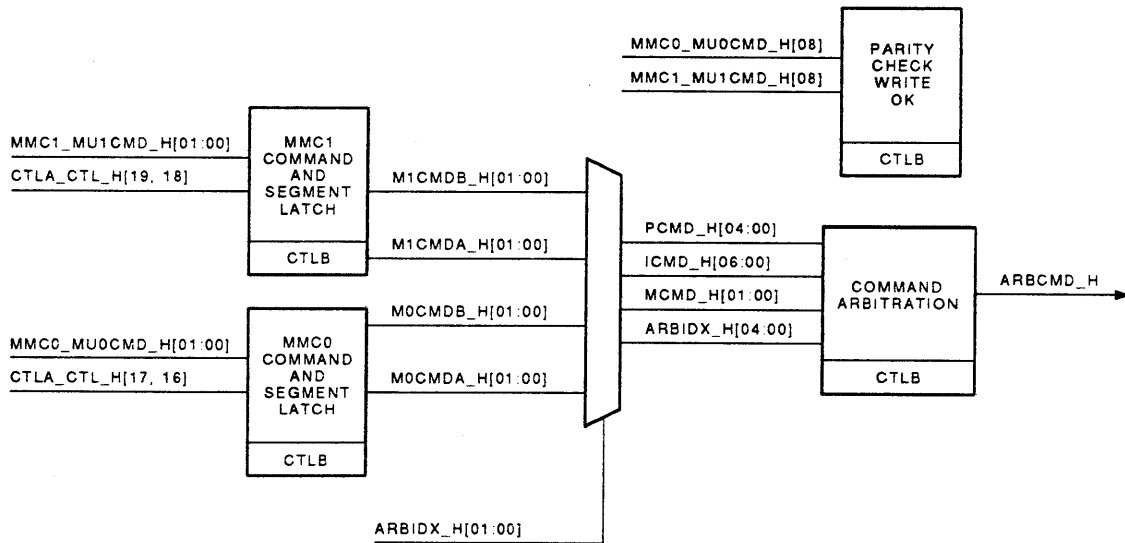 MMC0_MU0CMD_H[08]
MMC1_MU1CMD_H[08]
PARITY
CHECK
WRITE
OK
CTLB
MMC1_MU1CMD_H[01:00]
CTLA_CTL_H[19, 18]
MMC1
COMMAND
AND
SEGMENT
LATCH
CTLB
M1CMDB_H[01:00]
M1CMDA_H[01:00]
MMC0_MU0CMD_H[01:00]
CTLA_CTL_H[17, 16]
MMC0
COMMAND
AND
SEGMENT
LATCH
CTLB
M0CMDB_H[01:00]
M0CMDA_H[01:00]
ARBIDX_H[01:00]
PCMD_H[04:00]
ICMD_H[06:00]
MCMD_H[01:00]
ARBIDX_H[04:00]
COMMAND
ARBITRATION
CTLB
ARBCMD_H